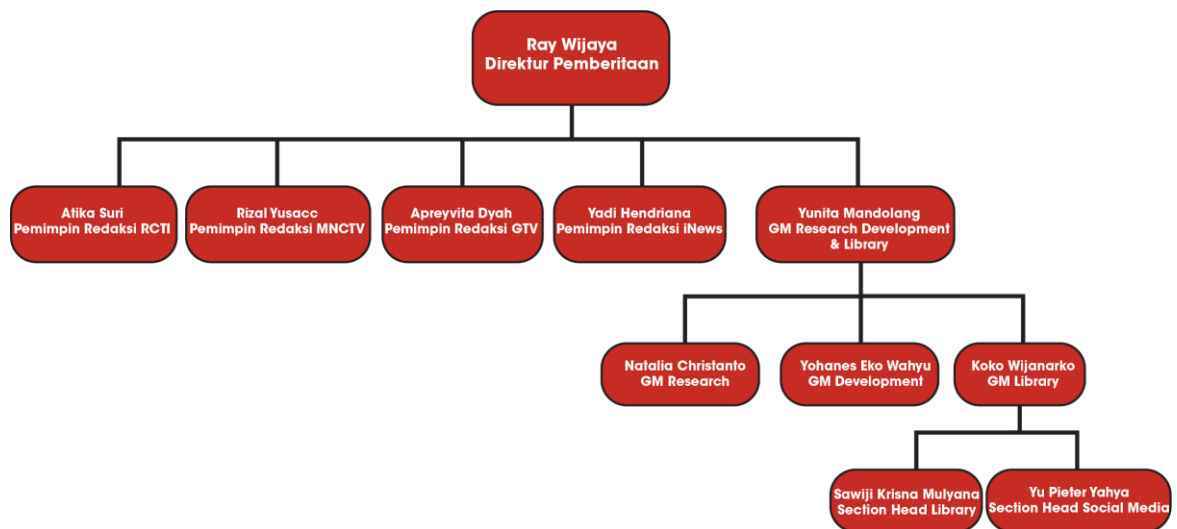 Ray Wijaya
Direktur Pemberitaan
Atika Suri
Pemimpin Redaksi RCTI
Rizal Yusacc
Pemimpin Redaksi MNCTV
Apreyvita Dyah
Pemimpin Redaksi GTV
Yadi Hendriana
Pemimpin Redaksi iNews
Yunita Mandolang
GM Research Development
& Library
Natalia Christanto
GM Research
Yohanes Eko Wahyu
GM Development
Koko Wijanarko
GM Library
Sawiji Krisna Mulyana
Section Head Library
Yu Pieter Yahya
Section Head Social Media